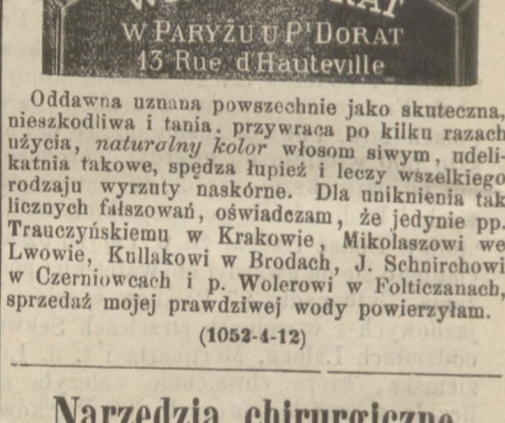 W PARYŻU U Pᵗ DORAT
13 Rue d'Hauteville
Oddawna uznana powszechnie jako skuteczna,
nieszkodliwa i tania, przywraca po kilku razach
użycia, naturalny kolor włosom siwym, udeli-
katnia takowe, spędza łupież i leczy wszelkiego
rodzaju wyrzuty naskórne. Dla uniknienia tak
licznych fałszowań, oświadczam, że jedynie pp.
Trauczyńskiemu w Krakowie, Mikolaszowi we
Lwowie, Kullakowi w Brodach, J. Schnirchowi
w Czerniowcach i p. Wolerowi w Folticzanach,
sprzedaż mojej prawdziwej wody powierzyłam.
(1052-4-12)
Narzędzia chirurgiczne